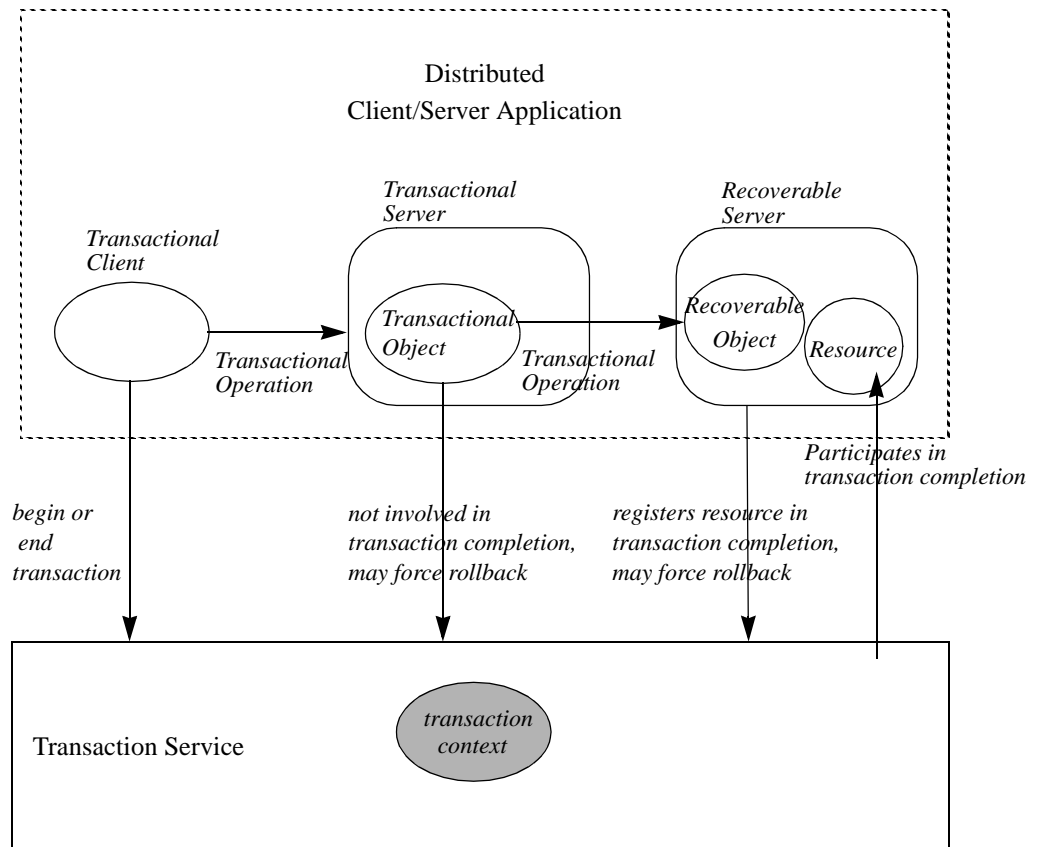 Distributed
Client/Server Application
Transactional
Server
Recoverable
Server
Transactional
Client
Transactional
Object
Recoverable
Object
Resource
Transactional
Operation
Transactional
Operation
Participates in
transaction completion
begin or
end
transaction
not involved in
transaction completion,
may force rollback
registers resource in
transaction completion,
may force rollback
transaction
context
Transaction Service